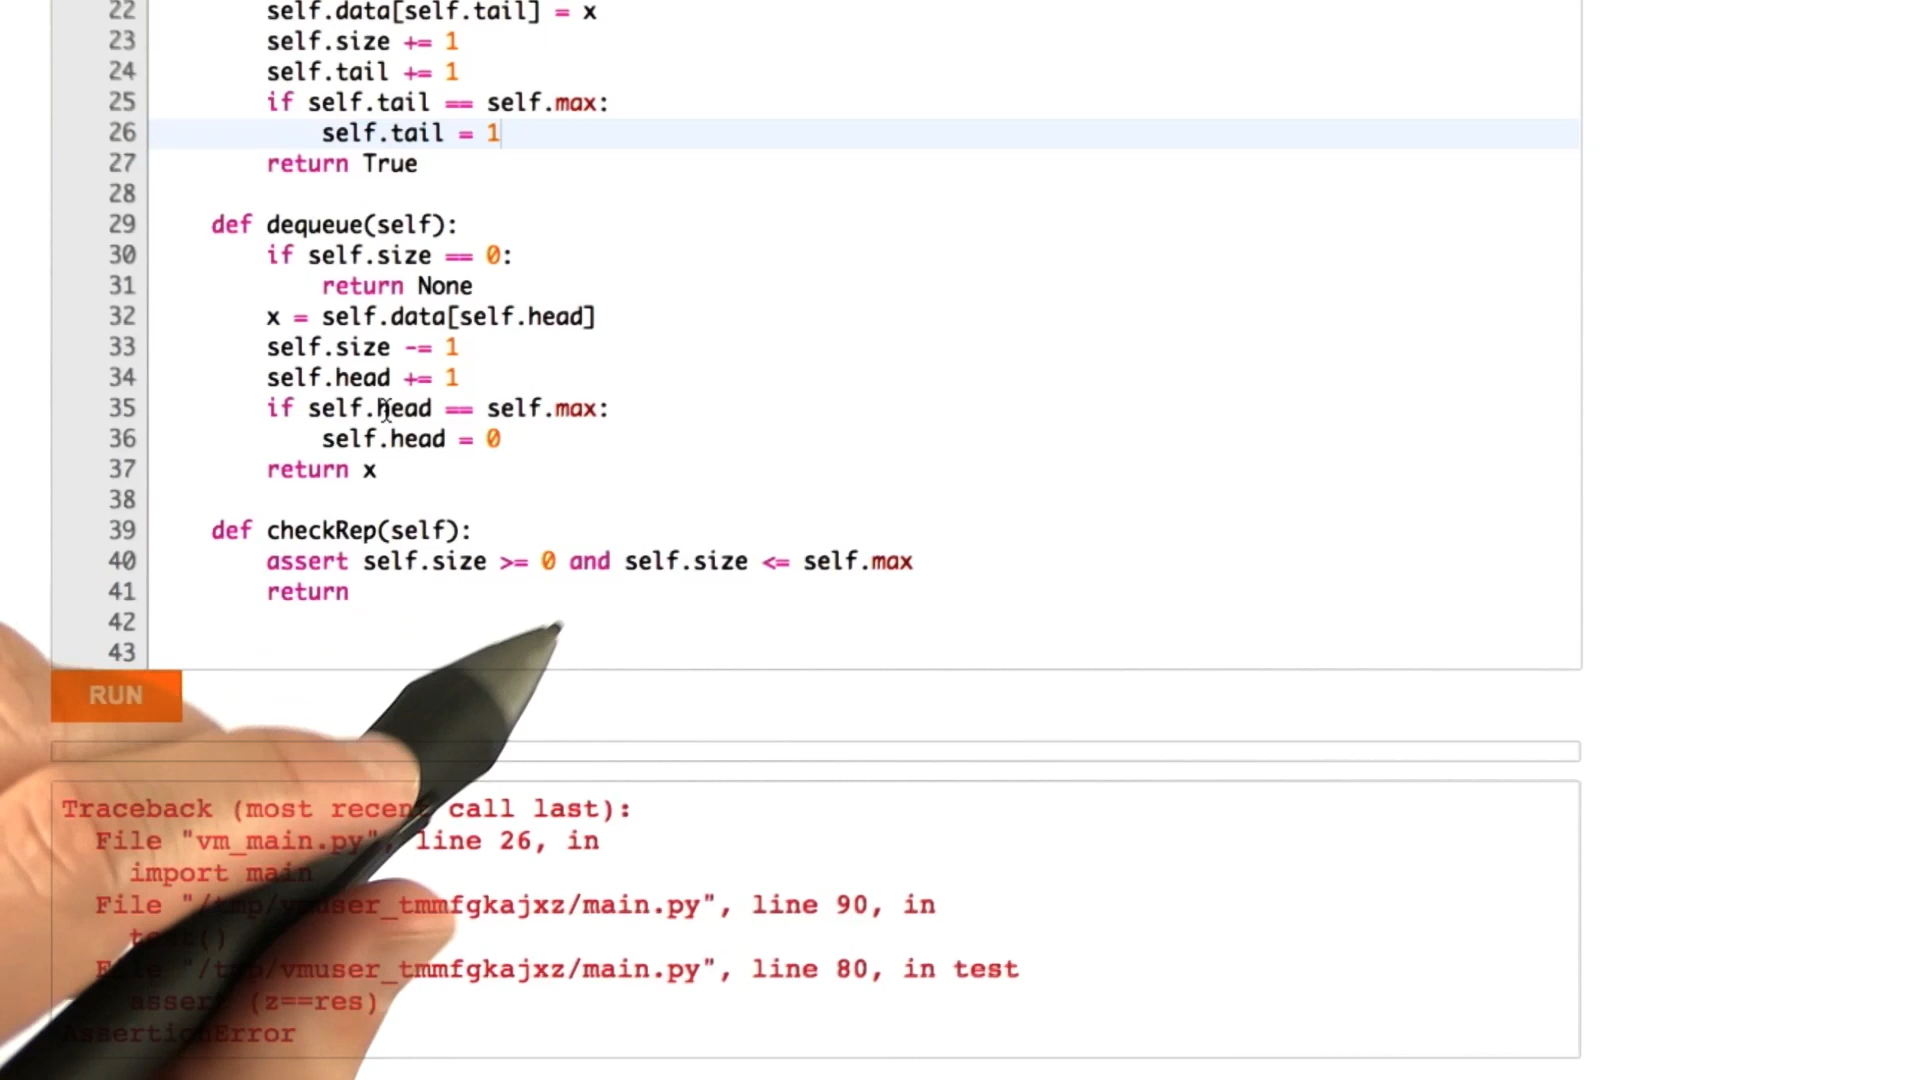 22 self.data[self.tail] = x
23 self.size += 1
24 self.tail += 1
25 if self.tail == self.max:
26 self.tail = 1
27 return True
28
29 def dequeue(self):
30 if self.size == 0:
31 return None
32 x = self.data[self.head]
33 self.size -= 1
34 self.head += 1
35 if self.head == self.max:
36 self.head = 0
37 return x
38
39 def checkRep(self):
40 assert self.size >= 0 and self.size <= self.max
41 return
42
43
RUN
Traceback (most recent call last):
File "vm_main.py", line 26, in
import main
File "/tmp/vmuser_tmmfgkajxz/main.py", line 90, in
test()
File "/tmp/vmuser_tmmfgkajxz/main.py", line 80, in test
assert (z==res)
AssertionError